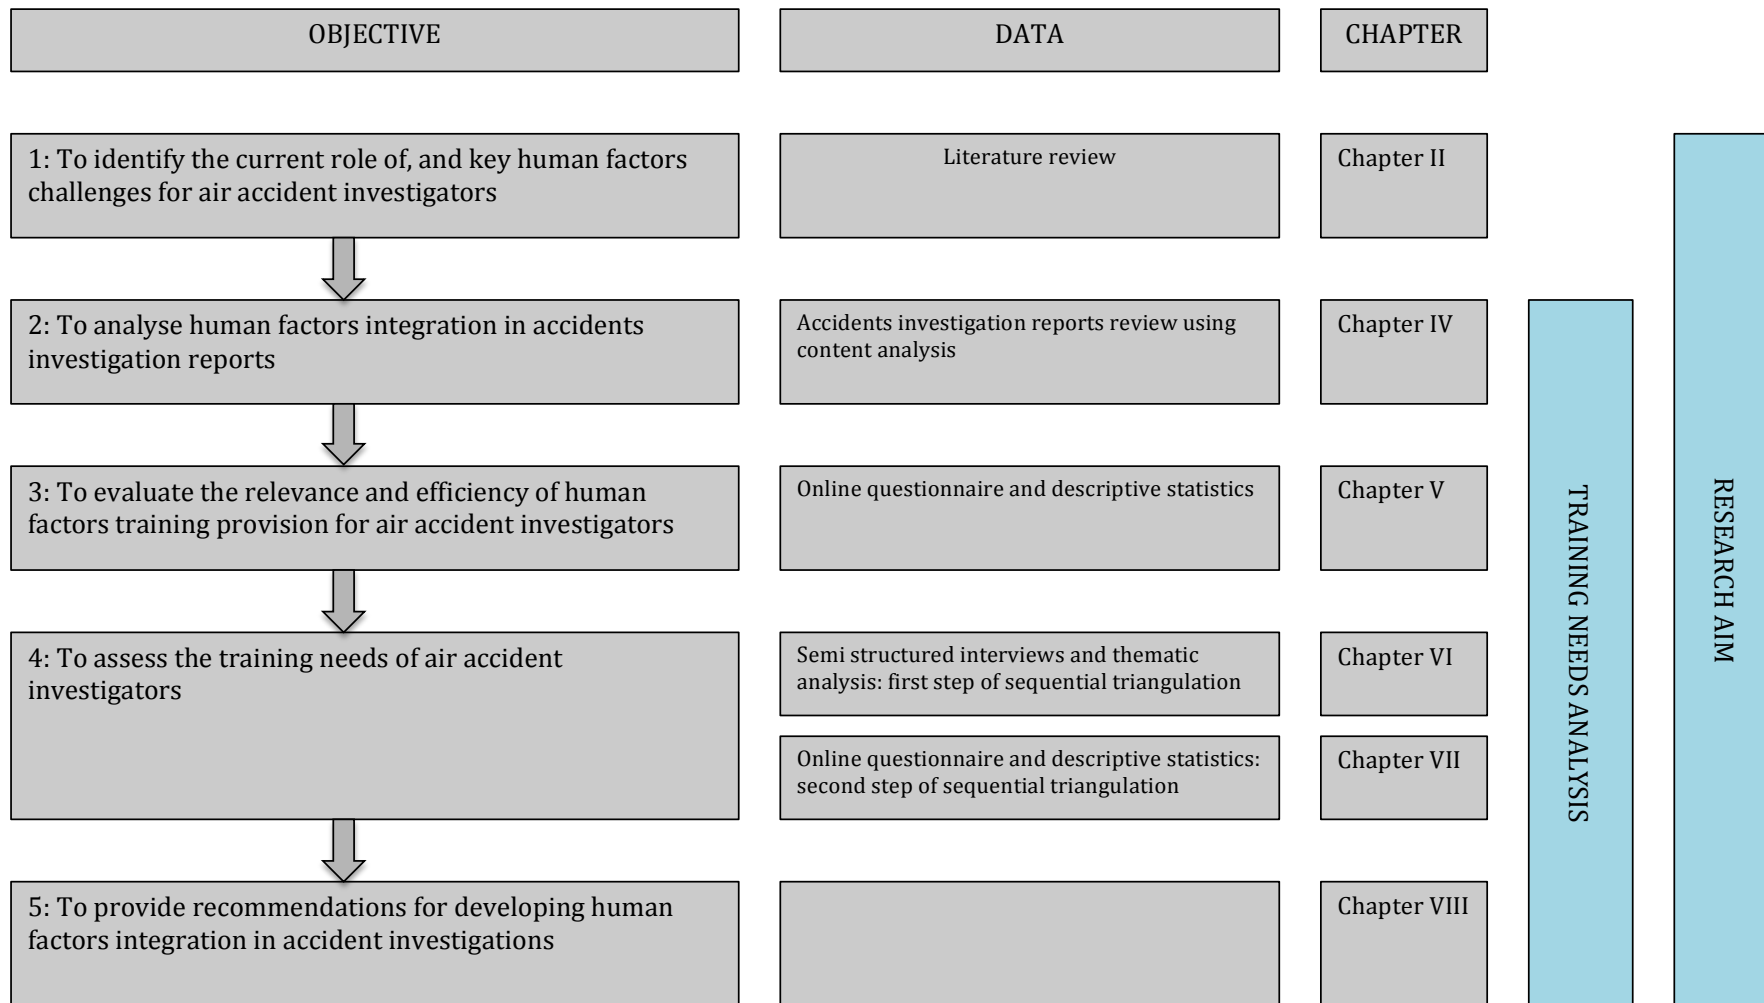 OBJECTIVE
DATA
CHAPTER
1: To identify the current role of, and key human factors
challenges for air accident investigators
Literature review
Chapter II
2: To analyse human factors integration in accidents
investigation reports
Accidents investigation reports review using
content analysis
Chapter IV
3: To evaluate the relevance and efficiency of human
factors training provision for air accident investigators
Online questionnaire and descriptive statistics
Chapter V
4: To assess the training needs of air accident
investigators
Semi structured interviews and thematic
analysis: first step of sequential triangulation
Chapter VI
Online questionnaire and descriptive statistics:
second step of sequential triangulation
Chapter VII
5: To provide recommendations for developing human
factors integration in accident investigations
Chapter VIII
TRAINING NEEDS ANALYSIS
RESEARCH AIM